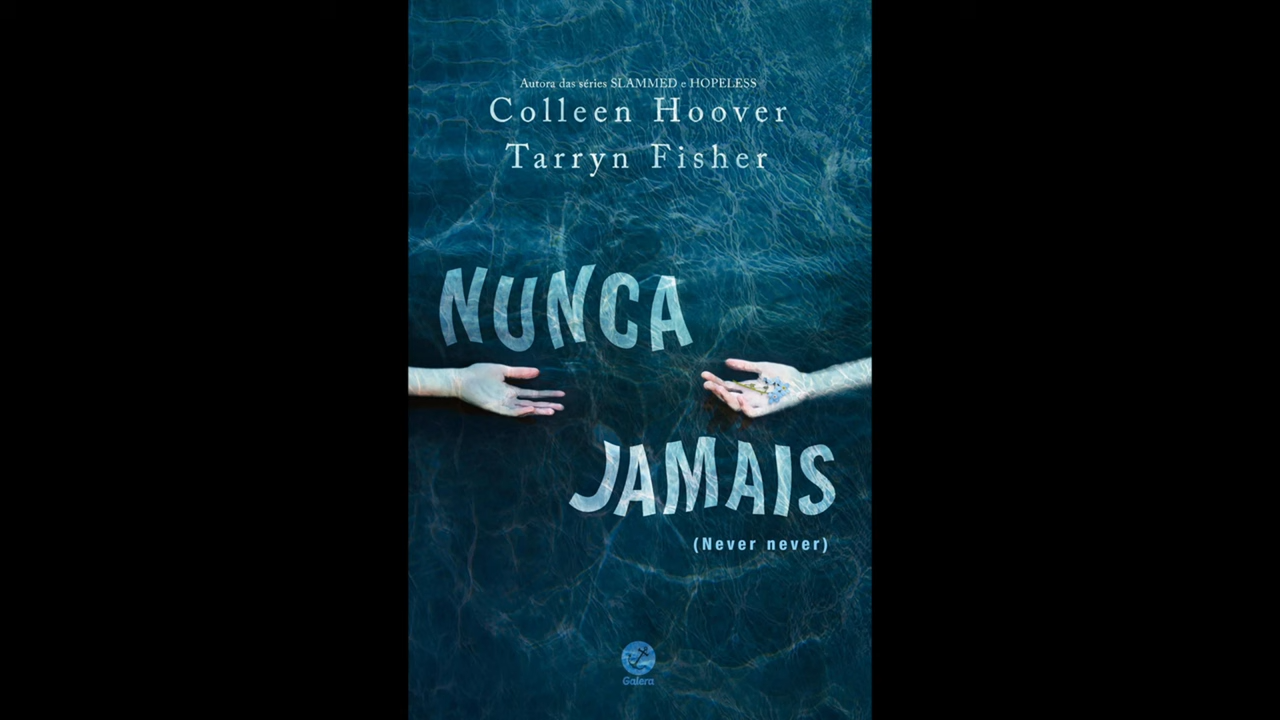 Autora das séries SLAMMED e HOPELESS
Colleen Hoover
Tarryn Fisher
NUNCA
JAMAIS
(Never never)
Galera